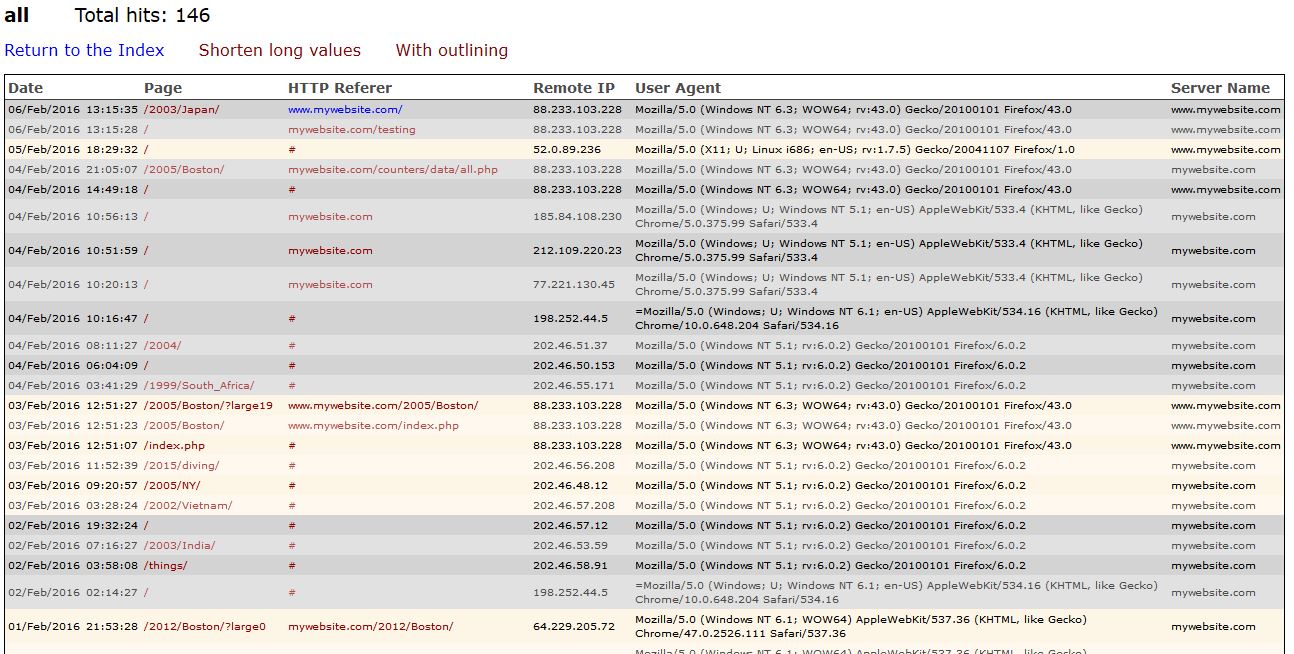 all Total hits: 146
Return to the Index Shorten long values With outlining
Date Page HTTP Referer Remote IP User Agent Server Name
06/Feb/2016 13:15:35 /2003/Japan/ www.mywebsite.com/ 88.233.103.228 Mozilla/5.0 (Windows NT 6.3; WOW64; rv:43.0) Gecko/20100101 Firefox/43.0 www.mywebsite.com
06/Feb/2016 13:15:28 / mywebsite.com/testing 88.233.103.228 Mozilla/5.0 (Windows NT 6.3; WOW64; rv:43.0) Gecko/20100101 Firefox/43.0 www.mywebsite.com
05/Feb/2016 18:29:32 / # 52.0.89.236 Mozilla/5.0 (X11; U; Linux i686; en-US; rv:1.7.5) Gecko/20041107 Firefox/1.0 www.mywebsite.com
04/Feb/2016 21:05:07 /2005/Boston/ mywebsite.com/counters/data/all.php 88.233.103.228 Mozilla/5.0 (Windows NT 6.3; WOW64; rv:43.0) Gecko/20100101 Firefox/43.0 www.mywebsite.com
04/Feb/2016 14:49:18 / # 88.233.103.228 Mozilla/5.0 (Windows NT 6.3; WOW64; rv:43.0) Gecko/20100101 Firefox/43.0 www.mywebsite.com
04/Feb/2016 10:56:13 / mywebsite.com 185.84.108.230 Mozilla/5.0 (Windows; U; Windows NT 5.1; en-US) AppleWebKit/533.4 (KHTML, like Gecko) mywebsite.com
Chrome/5.0.375.99 Safari/533.4
04/Feb/2016 10:51:59 / mywebsite.com 212.109.220.23 Mozilla/5.0 (Windows; U; Windows NT 5.1; en-US) AppleWebKit/533.4 (KHTML, like Gecko) mywebsite.com
Chrome/5.0.375.99 Safari/533.4
04/Feb/2016 10:20:13 / mywebsite.com 77.221.130.45 Mozilla/5.0 (Windows; U; Windows NT 5.1; en-US) AppleWebKit/533.4 (KHTML, like Gecko) mywebsite.com
Chrome/5.0.375.99 Safari/533.4
04/Feb/2016 10:16:47 / # 198.252.44.5 =Mozilla/5.0 (Windows; U; Windows NT 6.1; en-US) AppleWebKit/534.16 (KHTML, like Gecko) mywebsite.com
Chrome/10.0.648.204 Safari/534.16
04/Feb/2016 08:11:27 /2004/ # 202.46.51.37 Mozilla/5.0 (Windows NT 5.1; rv:6.0.2) Gecko/20100101 Firefox/6.0.2 mywebsite.com
04/Feb/2016 06:04:09 / # 202.46.50.153 Mozilla/5.0 (Windows NT 5.1; rv:6.0.2) Gecko/20100101 Firefox/6.0.2 mywebsite.com
04/Feb/2016 03:41:29 /1999/South_Africa/ # 202.46.55.171 Mozilla/5.0 (Windows NT 5.1; rv:6.0.2) Gecko/20100101 Firefox/6.0.2 mywebsite.com
03/Feb/2016 12:51:27 /2005/Boston/?large19 www.mywebsite.com/2005/Boston/ 88.233.103.228 Mozilla/5.0 (Windows NT 6.3; WOW64; rv:43.0) Gecko/20100101 Firefox/43.0 www.mywebsite.com
03/Feb/2016 12:51:23 /2005/Boston/ www.mywebsite.com/index.php 88.233.103.228 Mozilla/5.0 (Windows NT 6.3; WOW64; rv:43.0) Gecko/20100101 Firefox/43.0 www.mywebsite.com
03/Feb/2016 12:51:07 /index.php # 88.233.103.228 Mozilla/5.0 (Windows NT 6.3; WOW64; rv:43.0) Gecko/20100101 Firefox/43.0 www.mywebsite.com
03/Feb/2016 11:52:39 /2015/diving/ # 202.46.56.208 Mozilla/5.0 (Windows NT 5.1; rv:6.0.2) Gecko/20100101 Firefox/6.0.2 mywebsite.com
03/Feb/2016 09:20:57 /2005/NY/ # 202.46.48.12 Mozilla/5.0 (Windows NT 5.1; rv:6.0.2) Gecko/20100101 Firefox/6.0.2 mywebsite.com
03/Feb/2016 03:28:24 /2002/Vietnam/ # 202.46.57.208 Mozilla/5.0 (Windows NT 5.1; rv:6.0.2) Gecko/20100101 Firefox/6.0.2 mywebsite.com
02/Feb/2016 19:32:24 / # 202.46.57.12 Mozilla/5.0 (Windows NT 5.1; rv:6.0.2) Gecko/20100101 Firefox/6.0.2 mywebsite.com
02/Feb/2016 07:16:27 /2003/India/ # 202.46.53.59 Mozilla/5.0 (Windows NT 5.1; rv:6.0.2) Gecko/20100101 Firefox/6.0.2 mywebsite.com
02/Feb/2016 03:58:08 /things/ # 202.46.58.91 Mozilla/5.0 (Windows NT 5.1; rv:6.0.2) Gecko/20100101 Firefox/6.0.2 mywebsite.com
02/Feb/2016 02:14:27 / # 198.252.44.5 =Mozilla/5.0 (Windows; U; Windows NT 6.1; en-US) AppleWebKit/534.16 (KHTML, like Gecko) mywebsite.com
Chrome/10.0.648.204 Safari/534.16
01/Feb/2016 21:53:28 /2012/Boston/?large0 mywebsite.com/2012/Boston/ 64.229.205.72 Mozilla/5.0 (Windows NT 6.1; WOW64) AppleWebKit/537.36 (KHTML, like Gecko) mywebsite.com
Chrome/47.0.2526.111 Safari/537.36